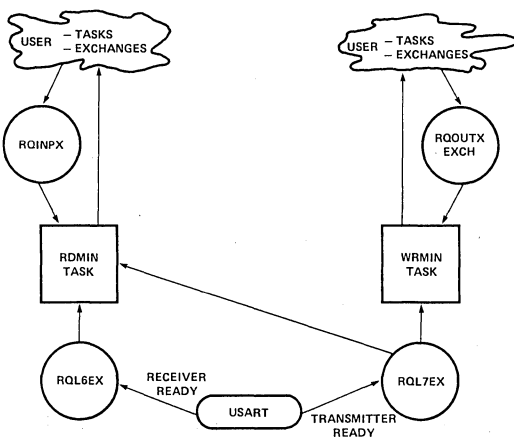 USER – TASKS
– EXCHANGES
USER – TASKS
– EXCHANGES
RQINPX
RQOUTX
EXCH
RDMIN
TASK
WRMIN
TASK
RQL6EX
RECEIVER
READY
USART
TRANSMITTER
READY
RQL7EX